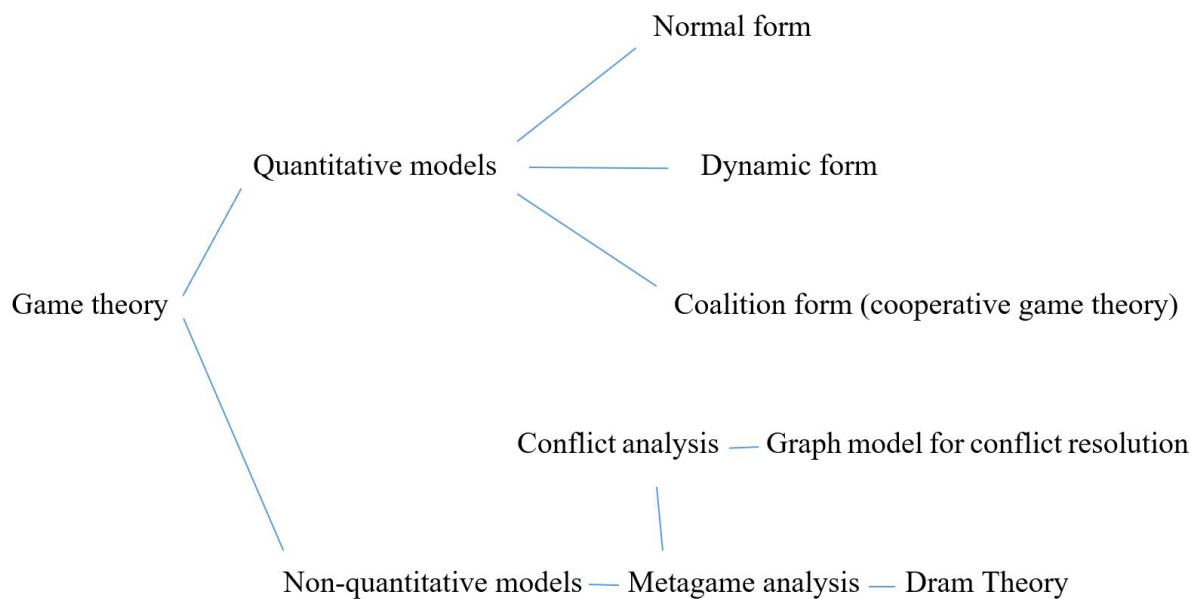 Normal form
Quantitative models
Dynamic form
Game theory
Coalition form (cooperative game theory)
Conflict analysis
Graph model for conflict resolution
Non-quantitative models
Metagame analysis
Dram Theory